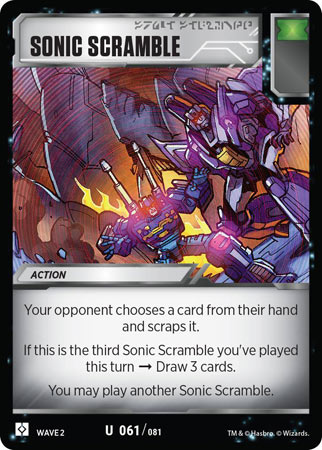 SONIC SCRAMBLE
ACTION
Your opponent chooses a card from their hand
and scraps it.
If this is the third Sonic Scramble you've played
this turn → Draw 3 cards.
You may play another Sonic Scramble.
WAVE 2 U 061/081 TM & © Hasbro. © Wizards.